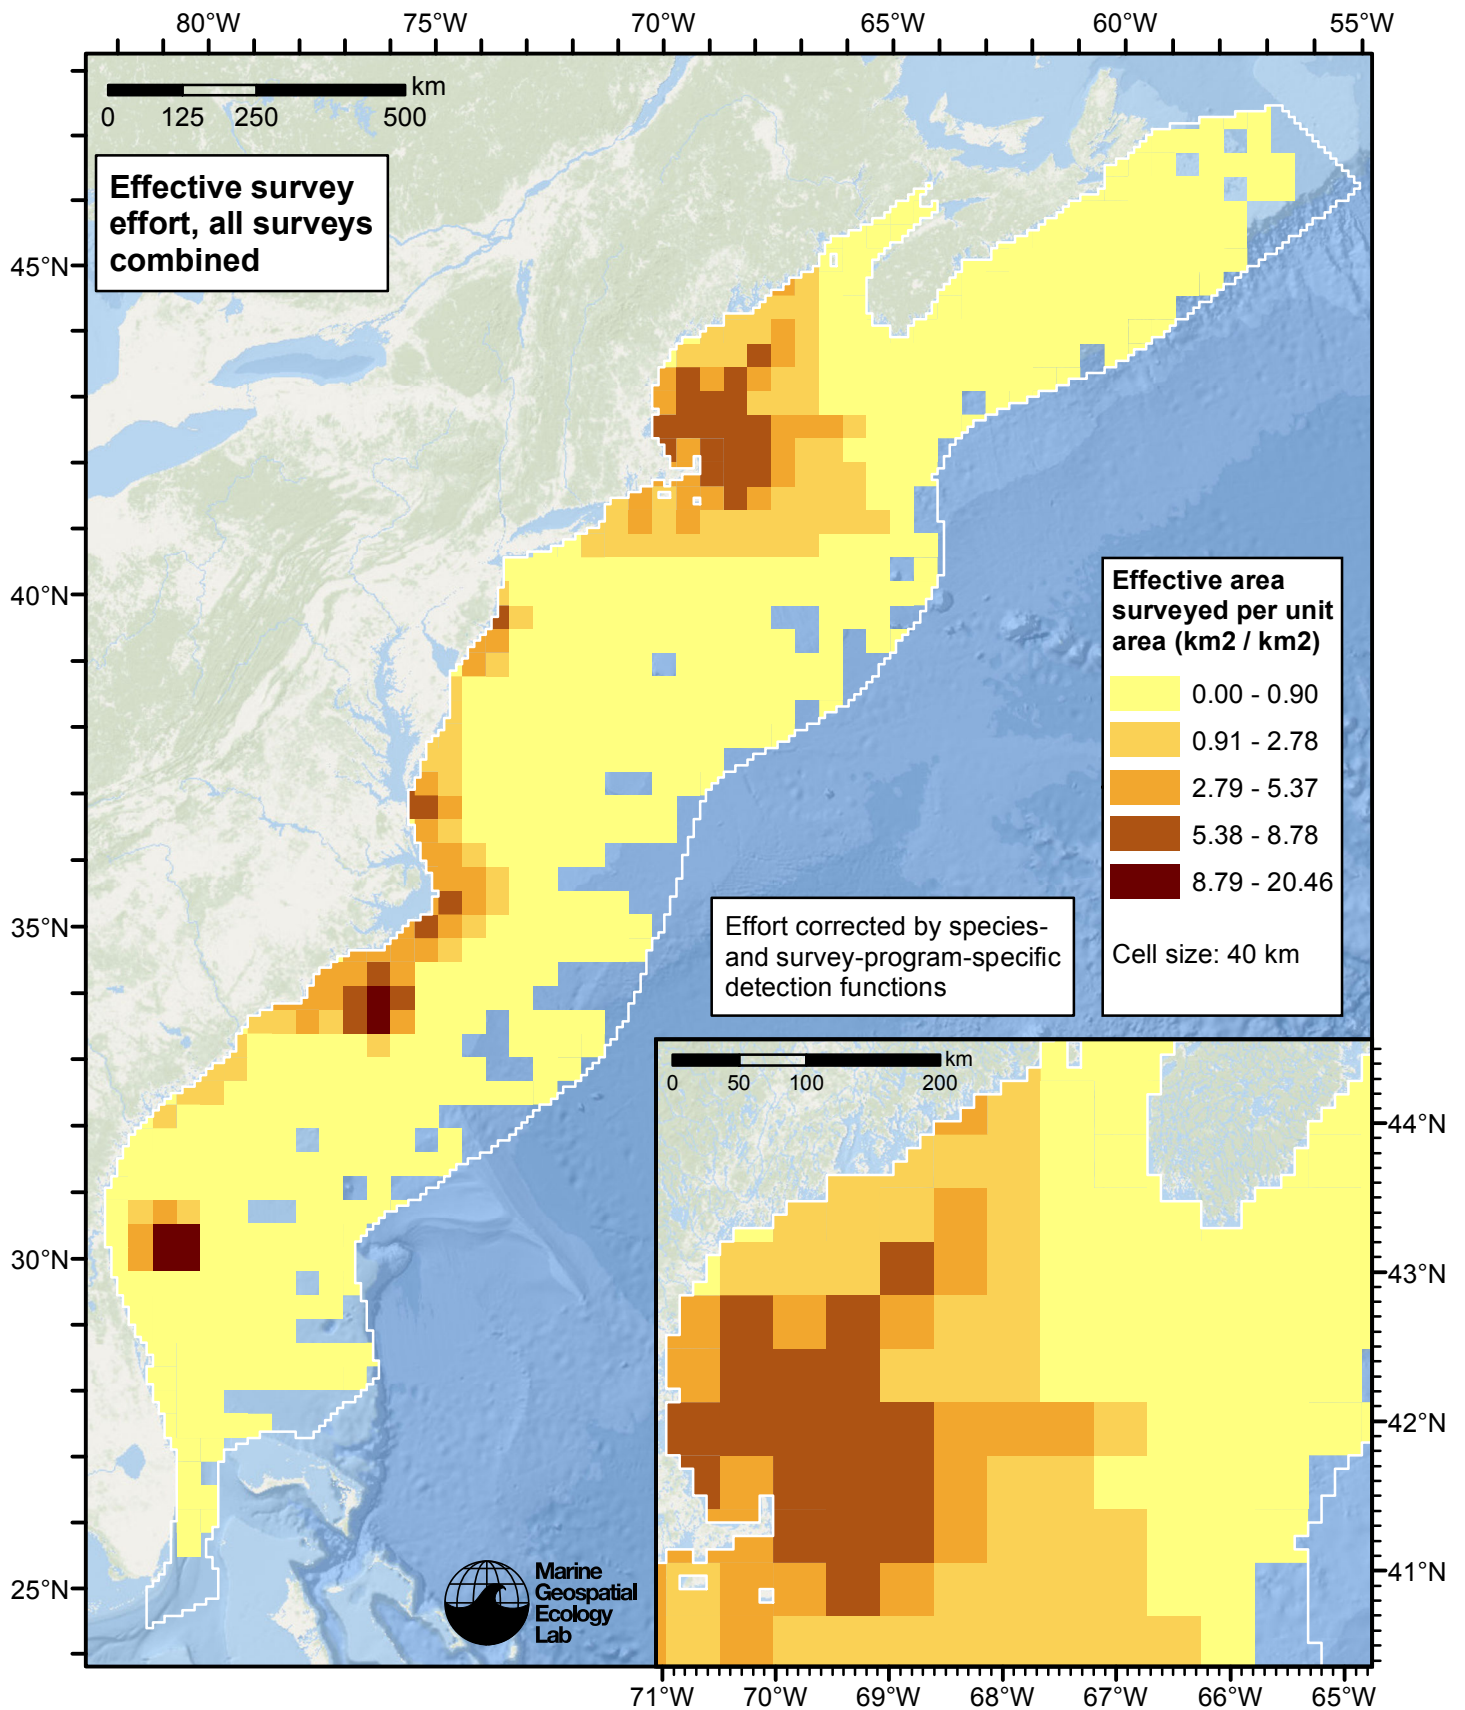 80°W 75°W 70°W 65°W 60°W 55°W
km
0 125 250 500
Effective survey
effort, all surveys
combined
45°N
40°N
35°N
30°N
25°N
Effective area
surveyed per unit
area (km2 / km2)
0.00 - 0.90
0.91 - 2.78
2.79 - 5.37
5.38 - 8.78
8.79 - 20.46
Cell size: 40 km
Effort corrected by species-
and survey-program-specific
detection functions
km
0 50 100 200
44°N
43°N
42°N
41°N
Marine
Geospatial
Ecology
Lab
71°W 70°W 69°W 68°W 67°W 66°W 65°W